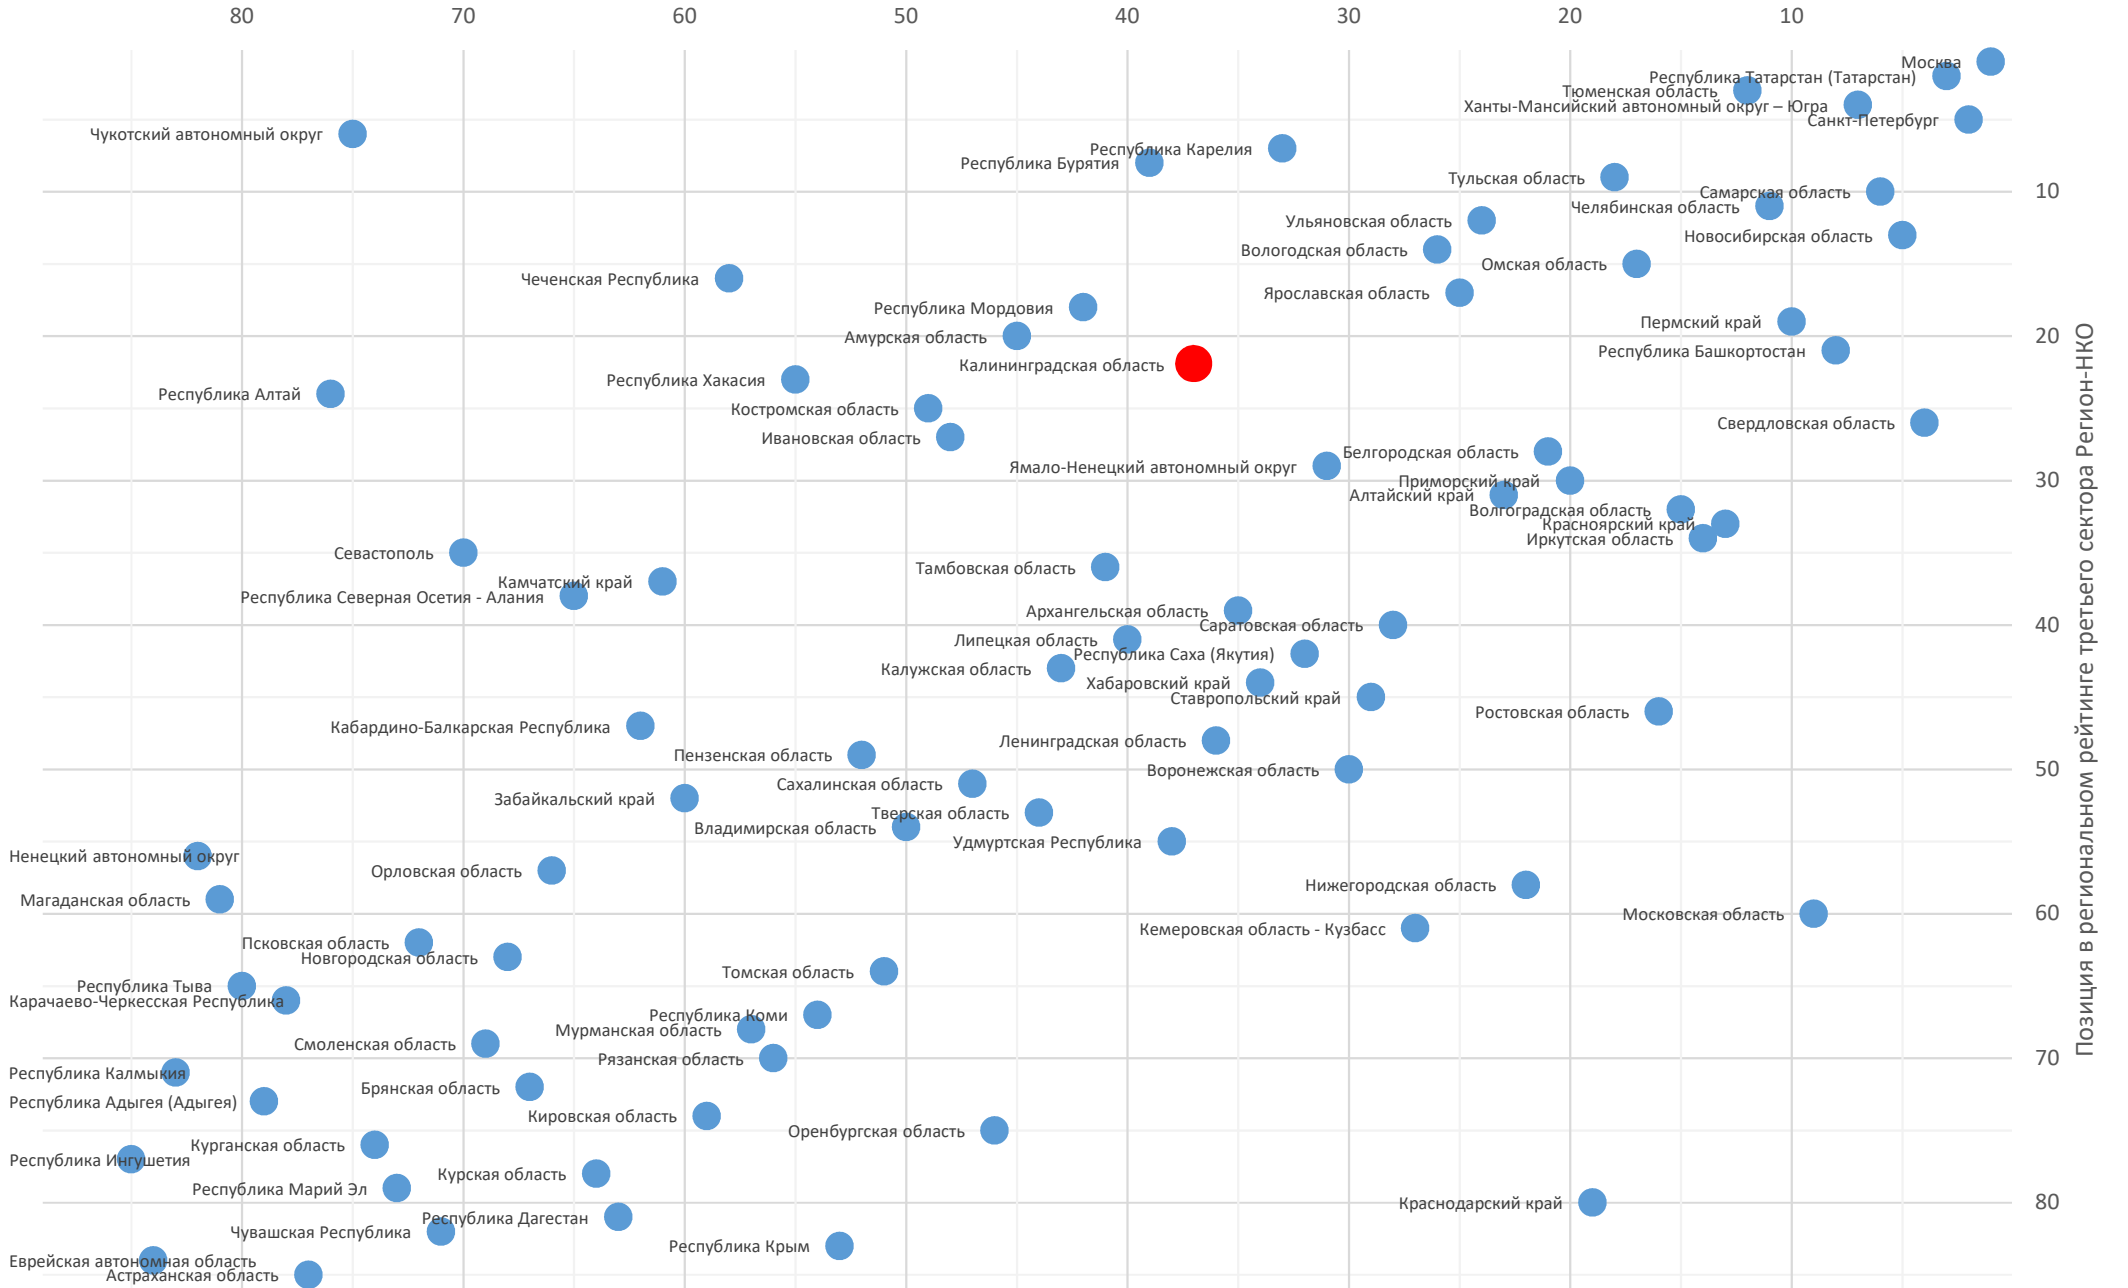 80 70 60 50 40 30 20 10
Москва
Республика Татарстан (Татарстан)
Тюменская область
Ханты-Мансийский автономный округ – Югра
Санкт-Петербург
Чукотский автономный округ
Республика Карелия
Республика Бурятия
Тульская область
Самарская область
10
Челябинская область
Ульяновская область
Новосибирская область
Вологодская область
Омская область
Чеченская Республика
Ярославская область
Республика Мордовия
Пермский край
Амурская область
20
Республика Башкортостан
Калининградская область
Республика Хакасия
Республика Алтай
Костромская область
Свердловская область
Ивановская область
Белгородская область
Ямало-Ненецкий автономный округ
Приморский край
30
Алтайский край
Волгоградская область
Красноярский край
Иркутская область
Севастополь
Тамбовская область
Камчатский край
Республика Северная Осетия - Алания
Архангельская область
Саратовская область
40
Липецкая область
Республика Саха (Якутия)
Калужская область
Хабаровский край
Ставропольский край
Ростовская область
Кабардино-Балкарская Республика
Ленинградская область
Пензенская область
Воронежская область
50
Сахалинская область
Забайкальский край
Тверская область
Владимирская область
Удмуртская Республика
Ненецкий автономный округ
Орловская область
Нижегородская область
Магаданская область
Московская область
60
Кемеровская область - Кузбасс
Псковская область
Новгородская область
Томская область
Республика Тыва
Карачаево-Черкесская Республика
Республика Коми
Мурманская область
Смоленская область
Рязанская область
70
Республика Калмыкия
Брянская область
Республика Адыгея (Адыгея)
Кировская область
Оренбургская область
Курганская область
Республика Ингушетия
Курская область
Республика Марий Эл
Краснодарский край
80
Республика Дагестан
Чувашская Республика
Республика Крым
Еврейская автономная область
Астраханская область
Позиция в региональном рейтинге третьего сектора Регион-НКО